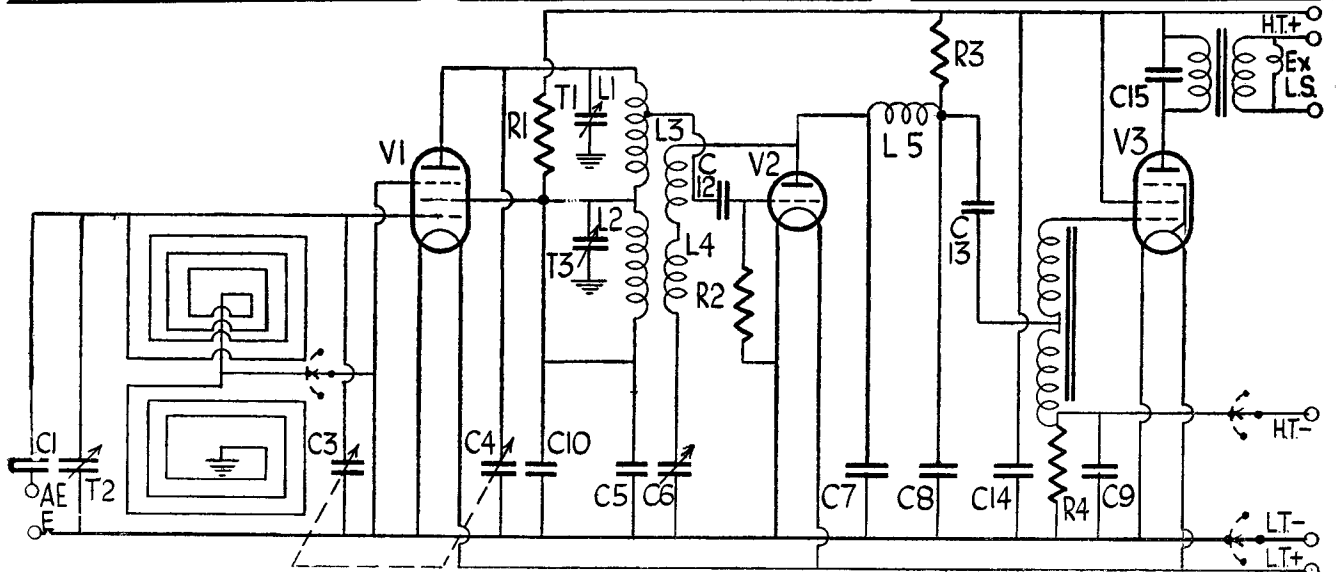 H.T.+
Ex
L.S.
C15
R3
T1
L1
R1
L3
V1
C
12
V2
L5
V3
L2
T3
L4
R2
C
13
C1
T2
AE
E
C3
C4
C10
C5
C6
C7
C8
C14
R4
C9
H.T.-
L.T.-
L.T.+